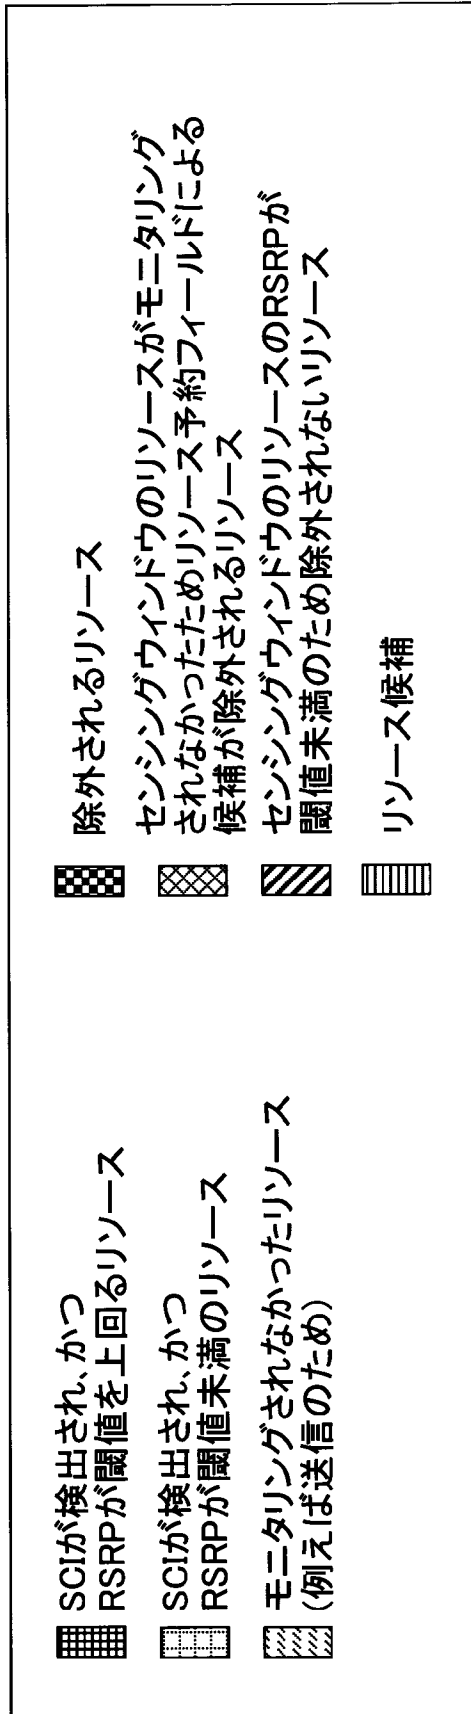 SCIが検出され、かつ
RSRPが閾値を上回るリソース
SCIが検出され、かつ
RSRPが閾値未満のリソース
モニタリングされなかったリソース
(例えば送信のため)
除外されるリソース
センシングウィンドウのリソースがモニタリング
されなかったためリソース予約フィールドによる
候補が除外されるリソース
センシングウィンドウのリソースのRSRPが
閾値未満のため除外されないリソース
リソース候補